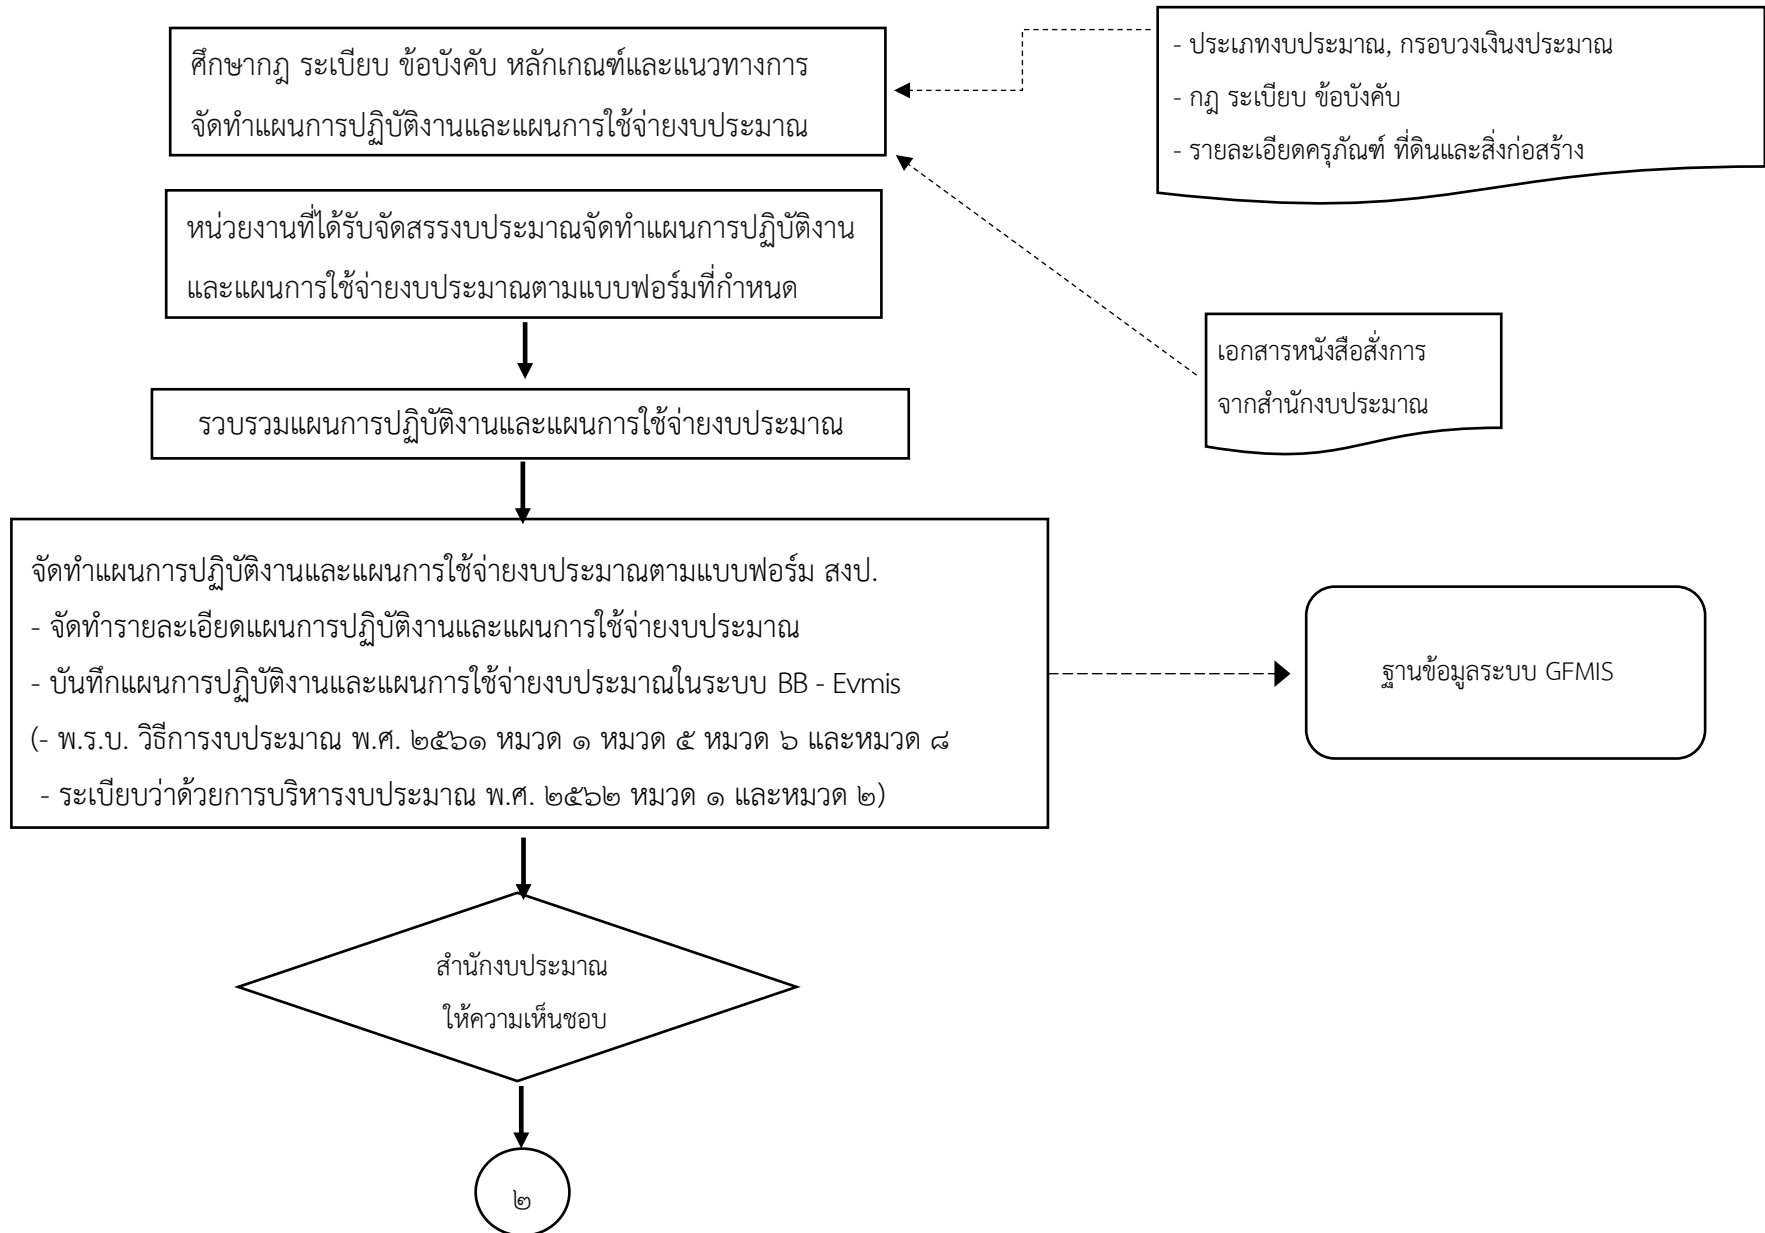 ศึกษากฎ ระเบียบ ข้อบังคับ หลักเกณฑ์และแนวทางการ
จัดทำแผนการปฏิบัติงานและแผนการใช้จ่ายงบประมาณ
- ประเภทงบประมาณ, กรอบวงเงินงประมาณ
- กฎ ระเบียบ ข้อบังคับ
- รายละเอียดครุภัณฑ์ ที่ดินและสิ่งก่อสร้าง
หน่วยงานที่ได้รับจัดสรรงบประมาณจัดทำแผนการปฏิบัติงาน
และแผนการใช้จ่ายงบประมาณตามแบบฟอร์มที่กำหนด
เอกสารหนังสือสั่งการ
จากสำนักงบประมาณ
รวบรวมแผนการปฏิบัติงานและแผนการใช้จ่ายงบประมาณ
จัดทำแผนการปฏิบัติงานและแผนการใช้จ่ายงบประมาณตามแบบฟอร์ม สงป.
- จัดทำรายละเอียดแผนการปฏิบัติงานและแผนการใช้จ่ายงบประมาณ
- บันทึกแผนการปฏิบัติงานและแผนการใช้จ่ายงบประมาณในระบบ BB - Evmis
(- พ.ร.บ. วิธีการงบประมาณ พ.ศ. ๒๕๖๑ หมวด ๑ หมวด ๕ หมวด ๖ และหมวด ๘
- ระเบียบว่าด้วยการบริหารงบประมาณ พ.ศ. ๒๕๖๒ หมวด ๑ และหมวด ๒)
ฐานข้อมูลระบบ GFMIS
สำนักงบประมาณ
ให้ความเห็นชอบ
๒